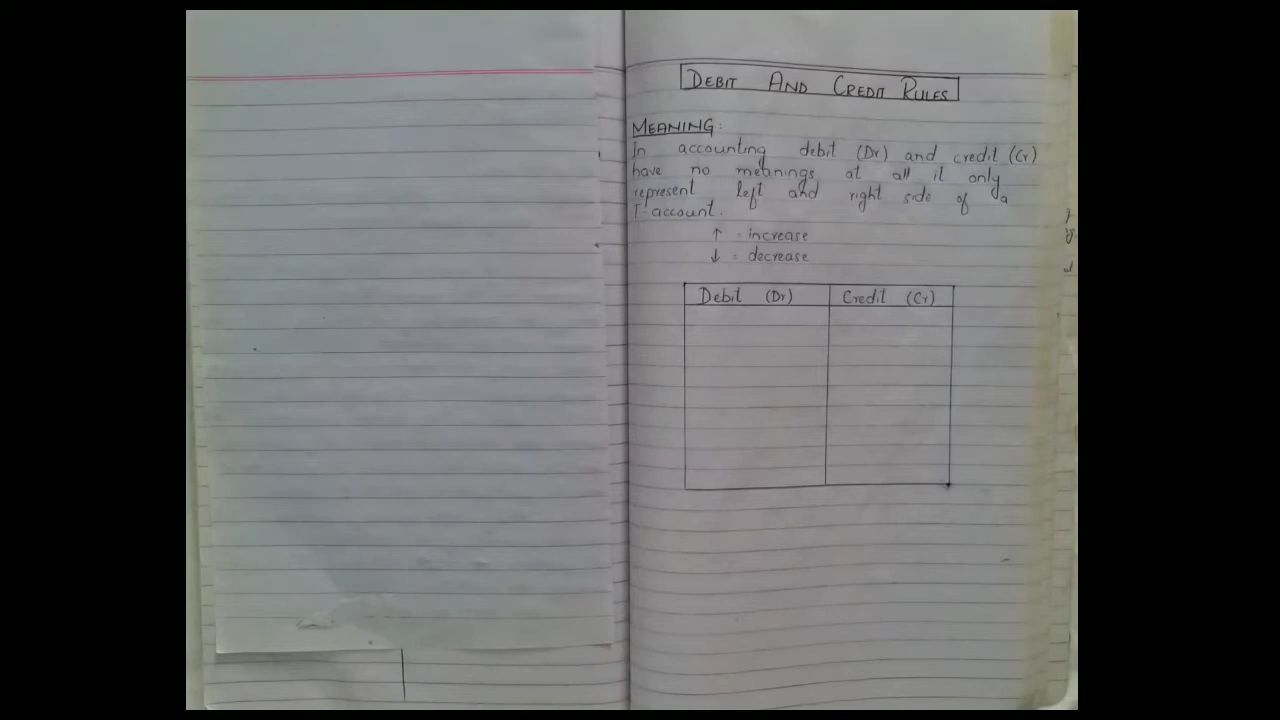 DEBIT AND CREDIT RULES
MEANING:
In accounting debit (Dr) and credit (Cr)
have no meanings at all it only
represent left and right side of a
T-account.
↑ = increase
↓ = decrease
Debit (Dr) Credit (Cr)